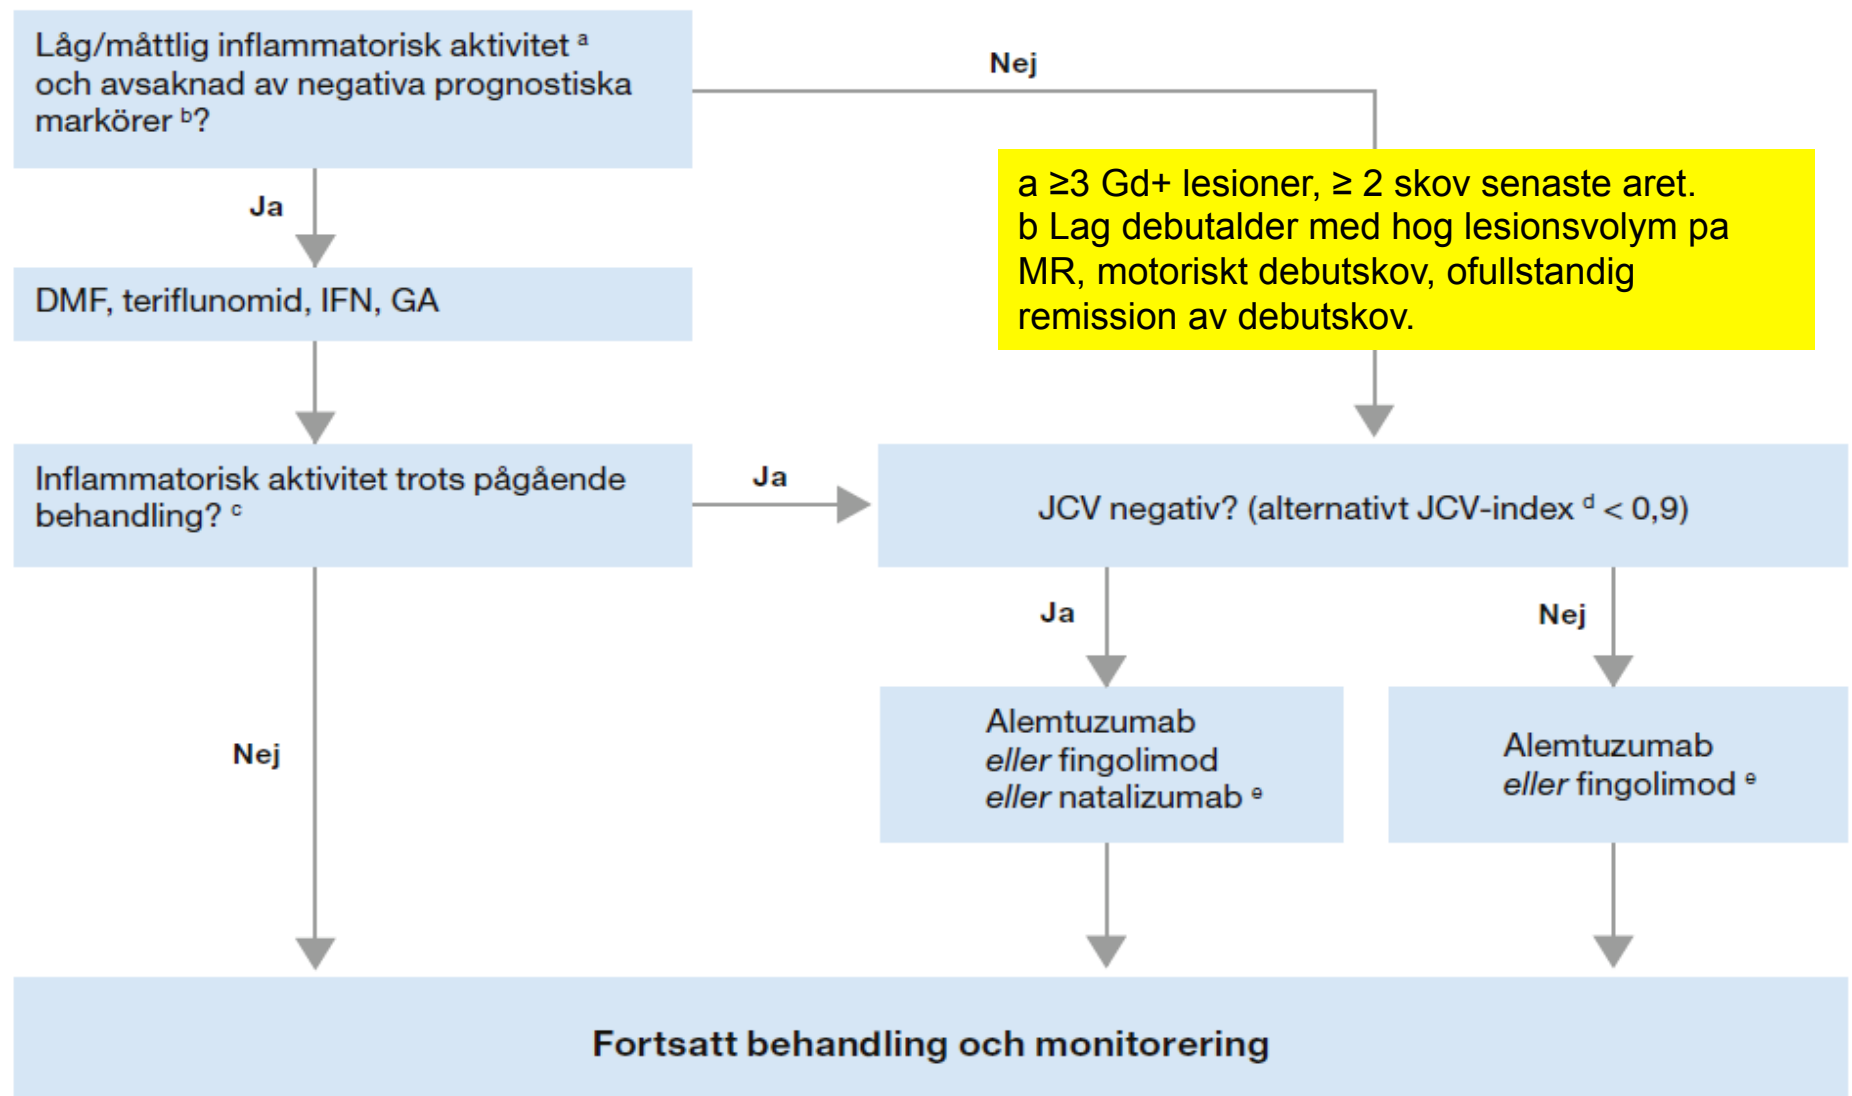 Låg/måttlig inflammatorisk aktivitet a
och avsaknad av negativa prognostiska
markörer b?
Nej
a ≥3 Gd+ lesioner, ≥ 2 skov senaste aret.
b Lag debutalder med hog lesionsvolym pa
MR, motoriskt debutskov, ofullstandig
remission av debutskov.
Ja
DMF, teriflunomid, IFN, GA
Inflammatorisk aktivitet trots pågående
behandling? c
Ja
JCV negativ? (alternativt JCV-index d < 0,9)
Ja
Nej
Nej
Alemtuzumab
eller fingolimod
eller natalizumab e
Alemtuzumab
eller fingolimod e
Fortsatt behandling och monitorering